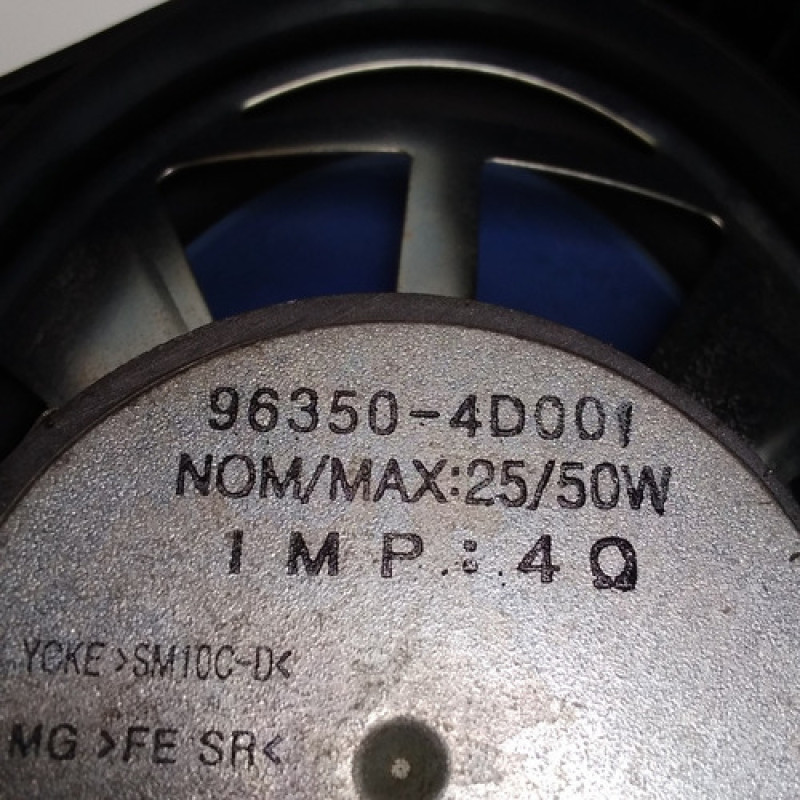 96350-4D001
NOM/MAX:25/50W
IMP:4Ω
YCKE >SM10C-D<
MG >FE SR<